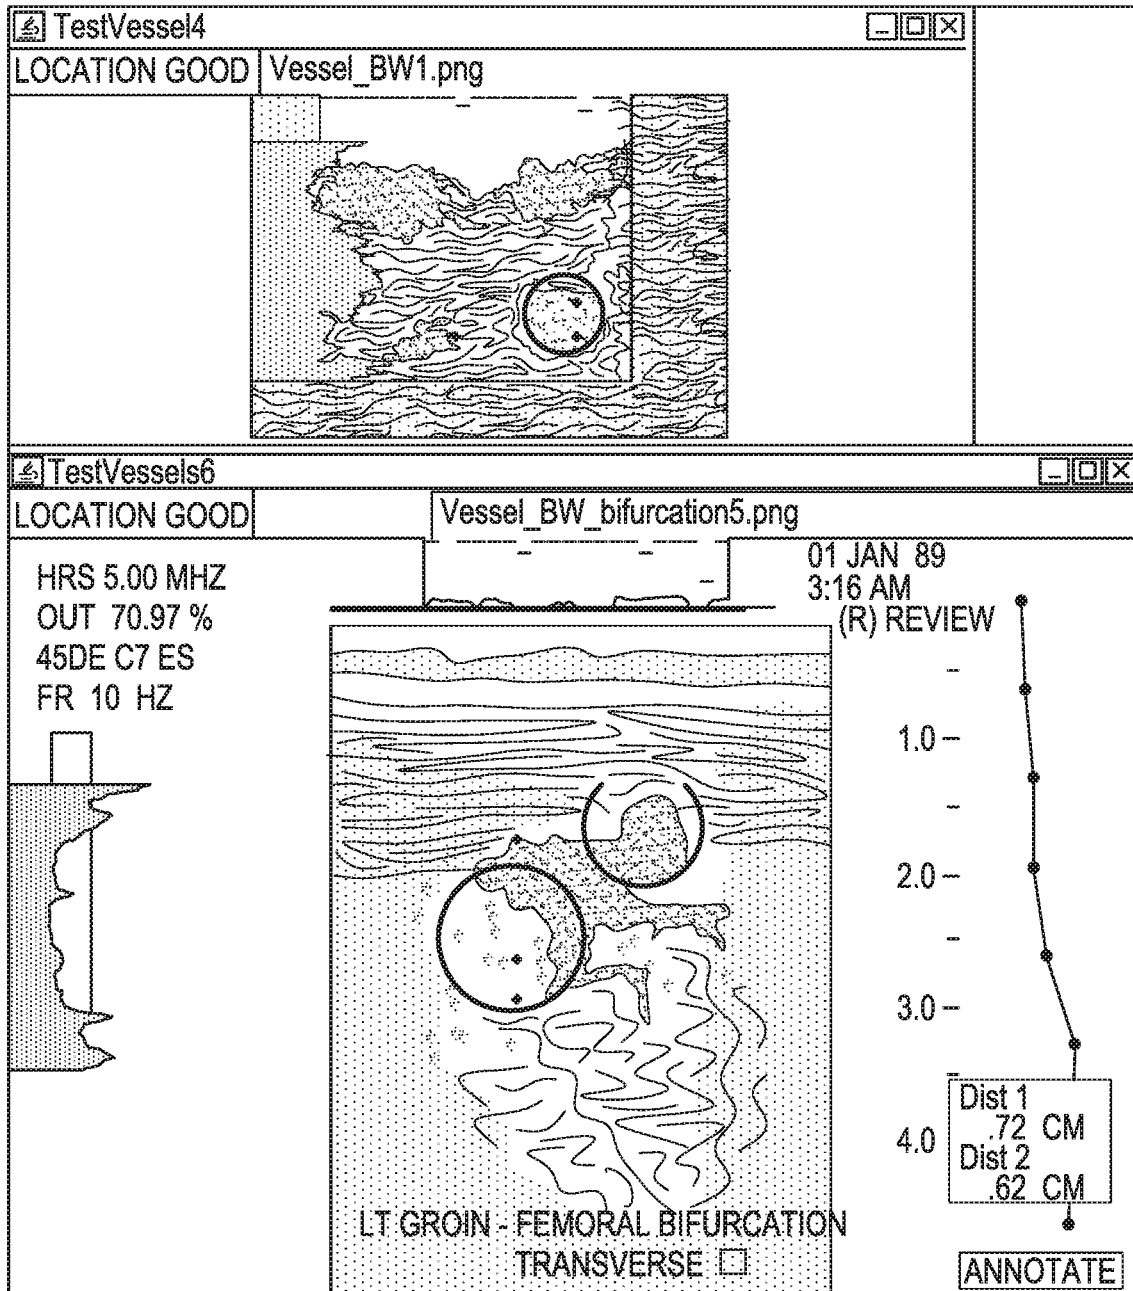 TestVessel4
LOCATION GOOD Vessel_BW1.png
TestVessels6
LOCATION GOOD Vessel_BW_bifurcation5.png
HRS 5.00 MHZ
OUT 70.97 %
45DE C7 ES
FR 10 HZ
01 JAN 89
3:16 AM
(R) REVIEW
1.0
2.0
3.0
4.0
Dist 1
.72 CM
Dist 2
.62 CM
LT GROIN - FEMORAL BIFURCATION
TRANSVERSE
ANNOTATE